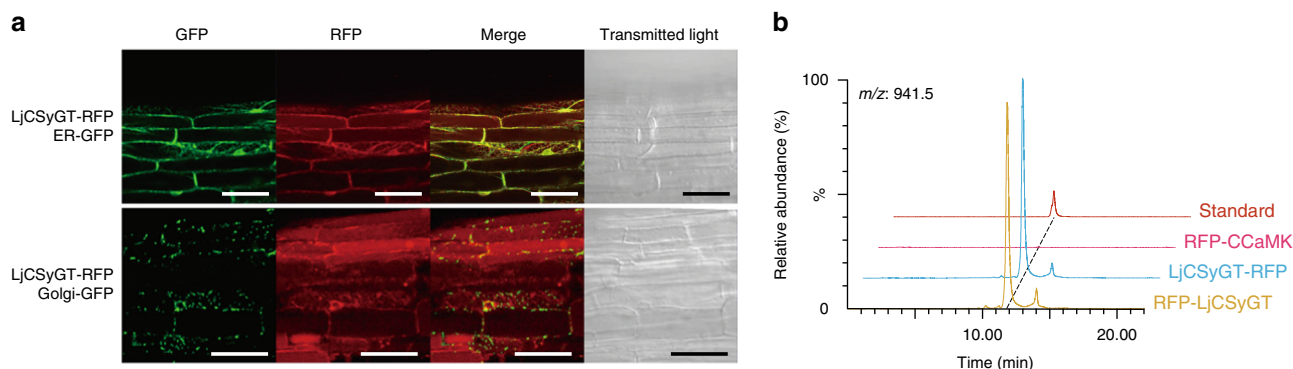 a
GFP RFP Merge Transmitted light
LjCSyGT-RFP
ER-GFP
LjCSyGT-RFP
Golgi-GFP
b
m/z: 941.5
Relative abundance (%)
100
%
0
Standard
RFP-CCaMK
LjCSyGT-RFP
RFP-LjCSyGT
10.00 20.00
Time (min)